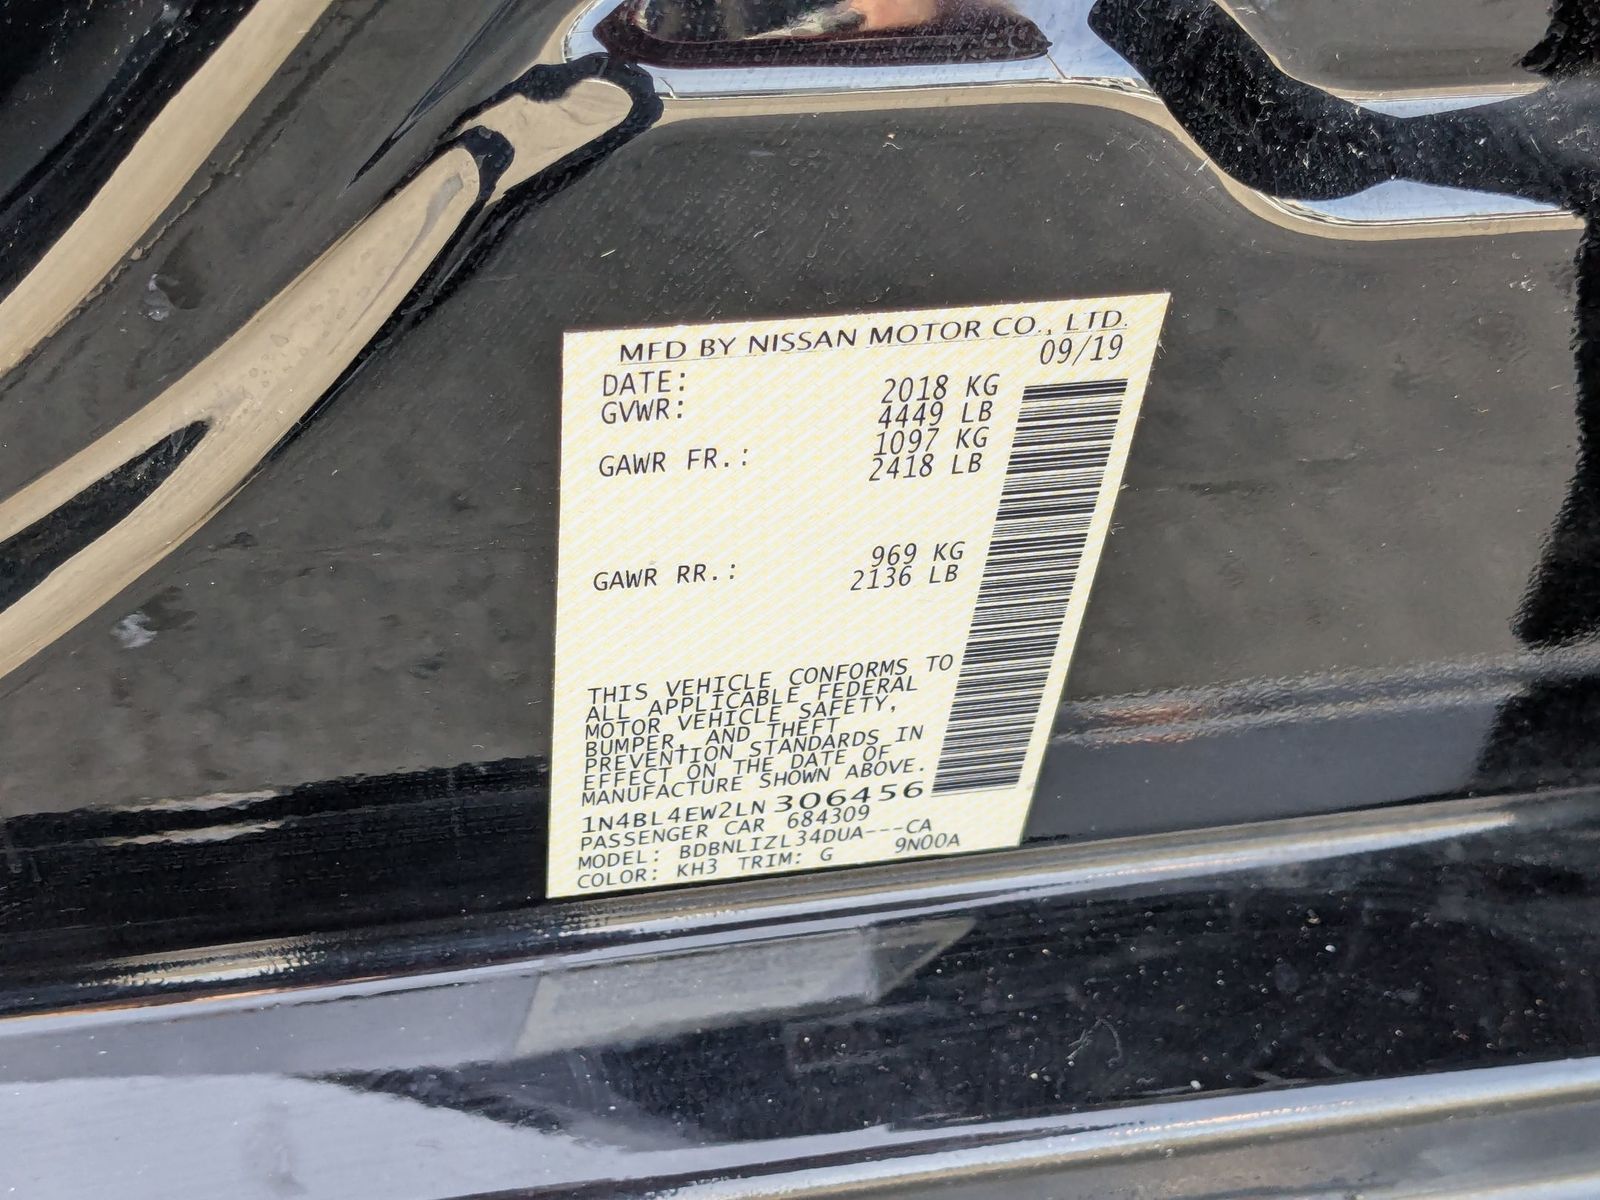 MFD BY NISSAN MOTOR CO., LTD.
DATE: 09/19
GVWR: 2018 KG
4449 LB
GAWR FR.: 1097 KG
2418 LB
GAWR RR.: 969 KG
2136 LB
THIS VEHICLE CONFORMS TO
ALL APPLICABLE FEDERAL
MOTOR VEHICLE SAFETY,
BUMPER, AND THEFT
PREVENTION STANDARDS IN
EFFECT ON THE DATE OF
MANUFACTURE SHOWN ABOVE.
1N4BL4EW2LN306456
PASSENGER CAR 684309
MODEL: BDBNLIZL34DUA---CA
COLOR: KH3 TRIM: G 9N00A